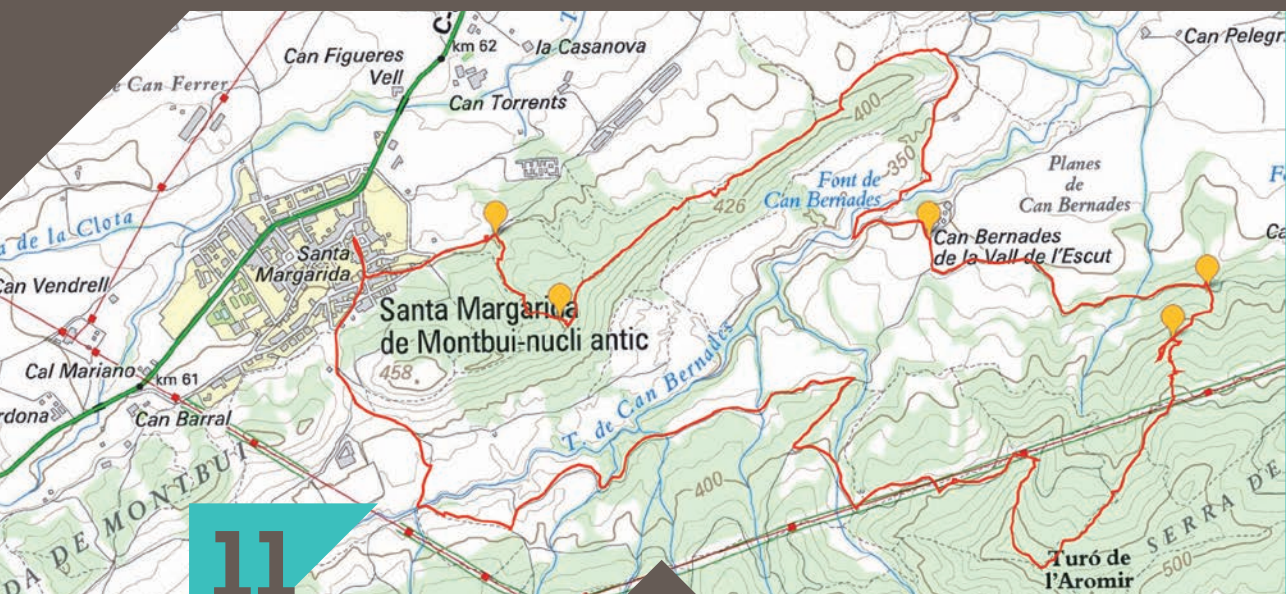 Can Figueres
Vell
C-
km 62
la Casanova
Can Pelegr
e Can Ferrer
Can Torrents
400
350
426
Font de
Can Bernades
Planes
de
Can Bernades
a de la Clota
Santa
Margarida
Can Bernades
de la Vall de l'Escut
Ca
Can Vendrell
Santa Margarida
de Montbui-nucli antic
458
T. de Can Bernades
Cal Mariano
km 61
rdona
Can Barral
DA DE MONTBUI
400
SERRA DE
500
Turó de
l'Aromir
11